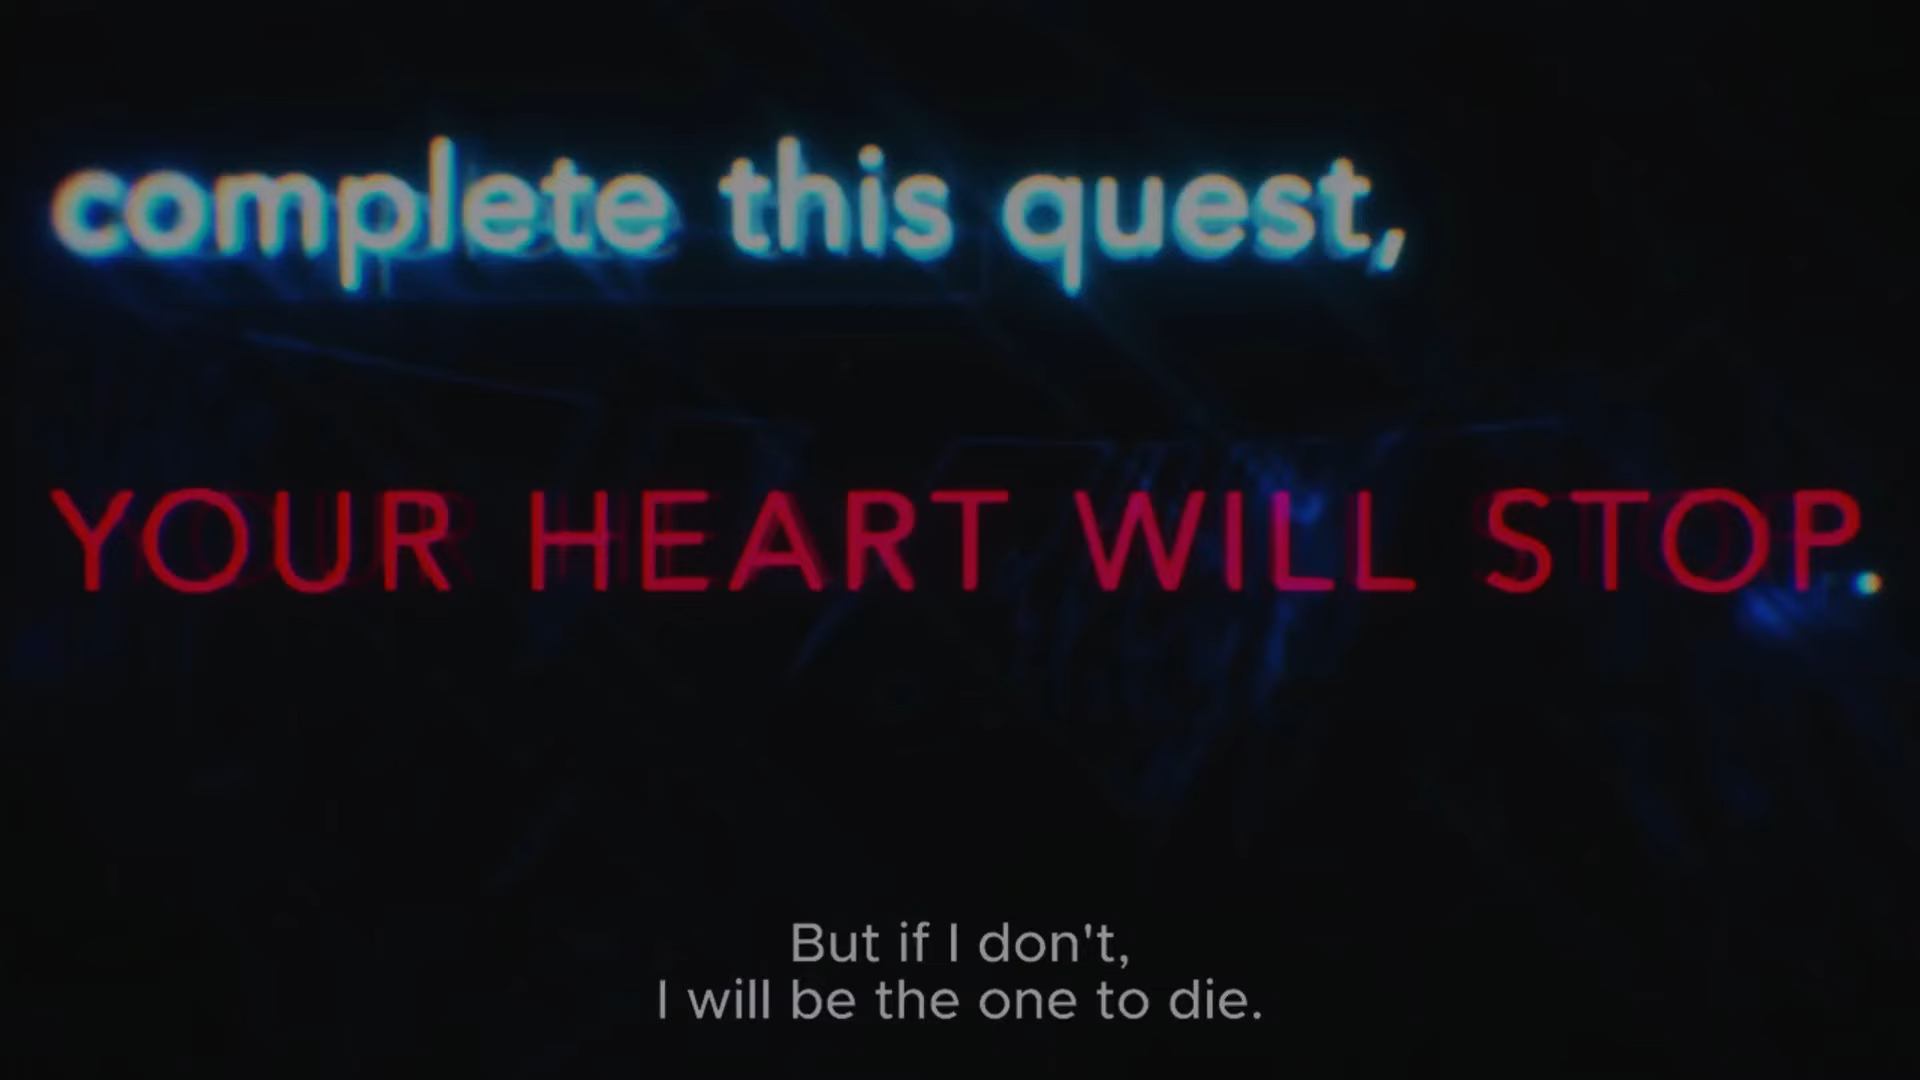 complete this quest,
YOUR HEART WILL STOP.
But if I don't,
I will be the one to die.